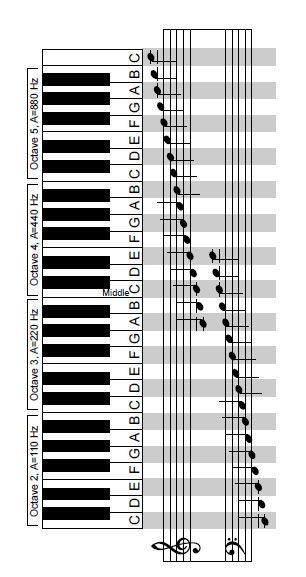 Octave 2, A=110 Hz Octave 3, A=220 Hz Octave 4, A=440 Hz Octave 5, A=880 Hz
Middle
C D E F G A B C D E F G A B C D E F G A B C D E F G A B C